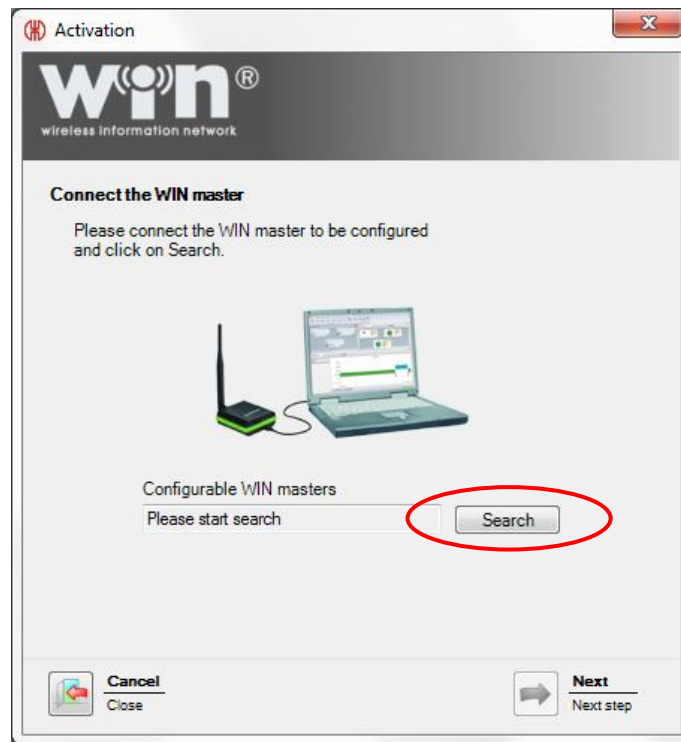 Activation
WIN®
wireless information network
Connect the WIN master
Please connect the WIN master to be configured
and click on Search.
Configurable WIN masters
Please start search
Search
Cancel
Close
Next
Next step